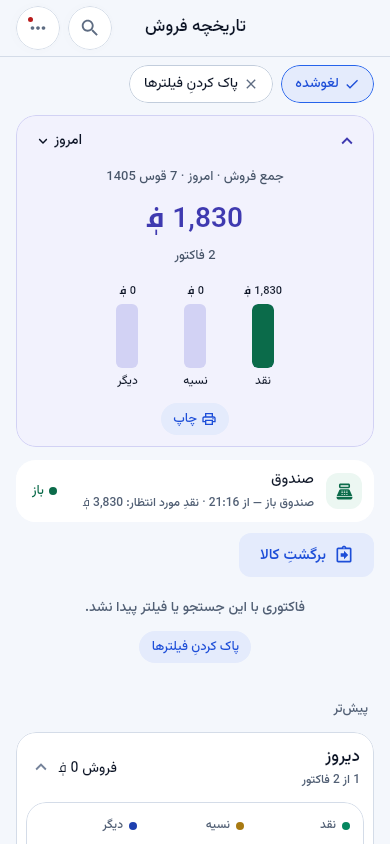 تاریخچه فروش
لغوشده
پاک کردنِ فیلترها
امروز
جمع فروش · امروز · 7 قوس 1405
1,830 ؋
2 فاکتور
1,830 ؋
0 ؋
0 ؋
نقد
نسیه
دیگر
چاپ
صندوق
صندوق باز — از 21:16 · نقدِ مورد انتظار: 3,830 ؋
باز
برگشتِ کالا
فاکتوری با این جستجو یا فیلتر پیدا نشد.
پاک کردنِ فیلترها
پیش‌تر
دیروز
فروش 0 ؋
1 از 2 فاکتور
نقد
نسیه
دیگر